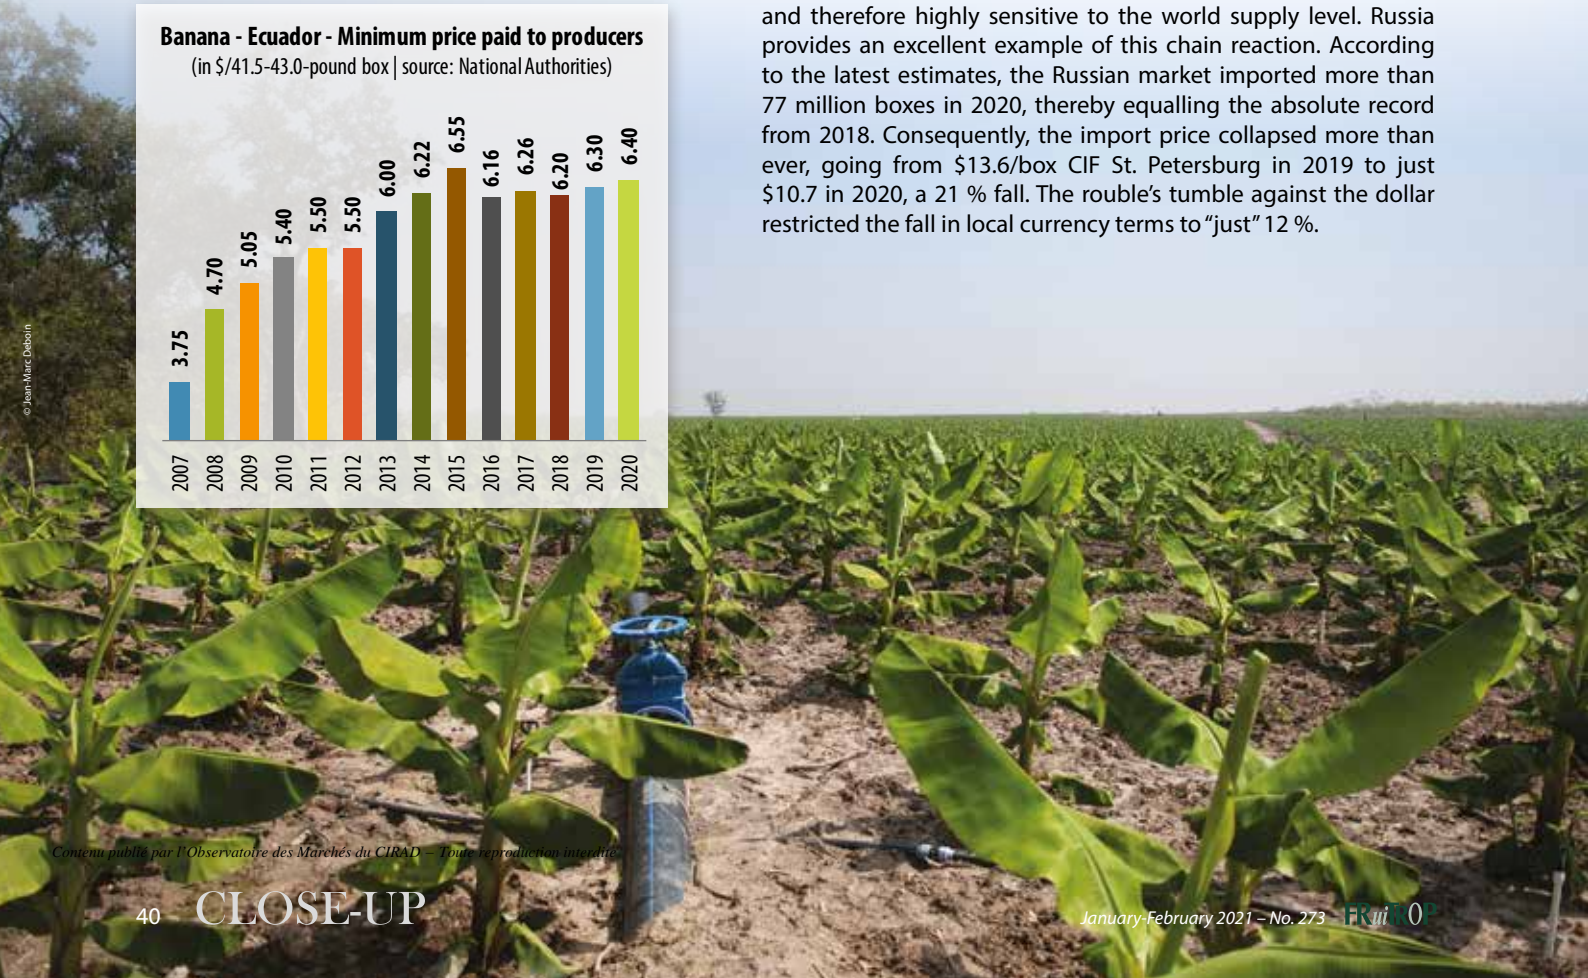 Banana - Ecuador - Minimum price paid to producers
(in $/41.5-43.0-pound box | source: National Authorities)
3.75
4.70
5.05
5.40
5.50
5.50
6.00
6.22
6.55
6.16
6.26
6.20
6.30
6.40
2007
2008
2009
2010
2011
2012
2013
2014
2015
2016
2017
2018
2019
2020
© Jean-Marc Deboin
and therefore highly sensitive to the world supply level. Russia
provides an excellent example of this chain reaction. According
to the latest estimates, the Russian market imported more than
77 million boxes in 2020, thereby equalling the absolute record
from 2018. Consequently, the import price collapsed more than
ever, going from $13.6/box CIF St. Petersburg in 2019 to just
$10.7 in 2020, a 21 % fall. The rouble’s tumble against the dollar
restricted the fall in local currency terms to “just” 12 %.
Contenu publié par l’Observatoire des Marchés du CIRAD – Toute reproduction interdite
40 CLOSE-UP
January-February 2021 – No. 273 FRuiTROP